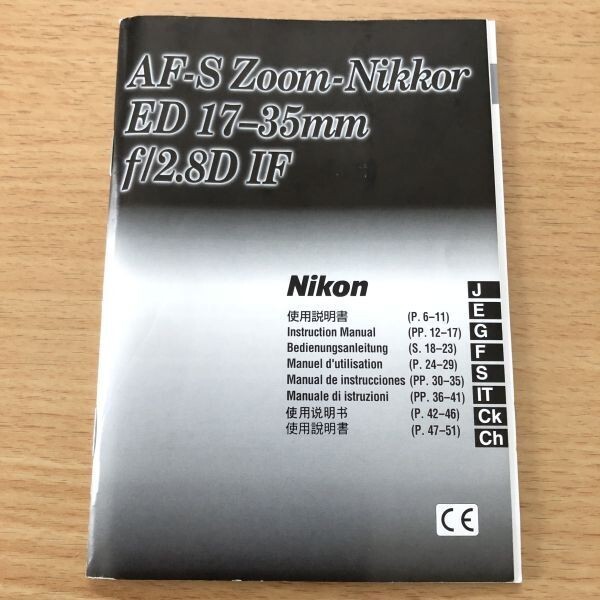 AF-S Zoom-Nikkor
ED 17-35mm
f/2.8D IF
Nikon
使用説明書 (P. 6–11) J
Instruction Manual (PP. 12–17) E
Bedienungsanleitung (S. 18–23) G
Manuel d'utilisation (P. 24–29) F
Manual de instrucciones (PP. 30–35) S
Manuale di istruzioni (PP. 36–41) IT
使用说明书 (P. 42–46) Ck
使用說明書 (P. 47–51) Ch
CE